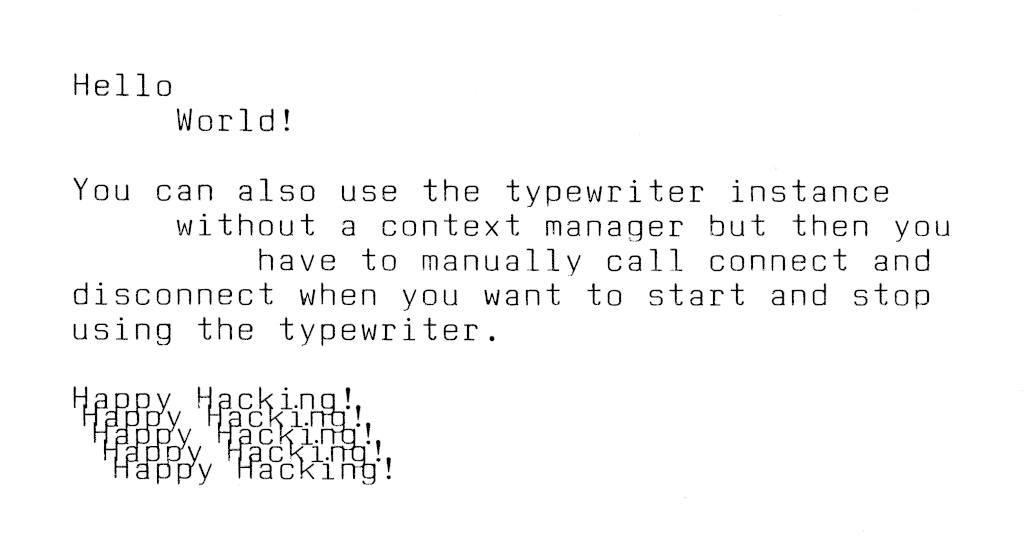 Hello
World!
You can also use the typewriter instance
without a context manager but then you
have to manually call connect and
disconnect when you want to start and stop
using the typewriter.
Happy Hacking!
Happy Hacking!
Happy Hacking!
Happy Hacking!
Happy Hacking!